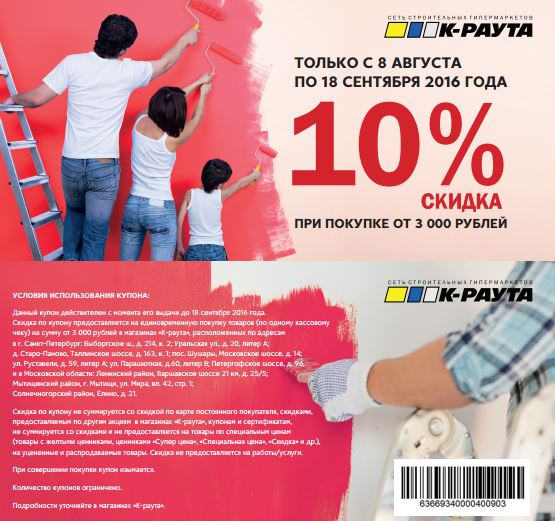 СЕТЬ СТРОИТЕЛЬНЫХ ГИПЕРМАРКЕТОВ
К-РАУТА
ТОЛЬКО С 8 АВГУСТА
ПО 18 СЕНТЯБРЯ 2016 ГОДА
10%
СКИДКА
ПРИ ПОКУПКЕ ОТ 3 000 РУБЛЕЙ
СЕТЬ СТРОИТЕЛЬНЫХ ГИПЕРМАРКЕТОВ
К-РАУТА
УСЛОВИЯ ИСПОЛЬЗОВАНИЯ КУПОНА:
Данный купон действителен с момента его выдачи до 18 сентября 2016 года.
Скидка по купону предоставляется на единовременную покупку товаров (по одному кассовому
чеку) на сумму от 3 000 рублей в магазинах «К-раута», расположенных по адресам
в г. Санкт-Петербург: Выборгское ш., д. 214, к. 2; Уральская ул., д. 20, литер А;
д. Старо-Паново, Таллинское шоссе, д. 163, к. 1; пос. Шушары, Московское шоссе, д. 14;
ул. Руставели, д. 59, литер А; ул. Парашютная, д.60, литер В; Петергофское шоссе, д. 96,
и в Московской области: Ленинский район, Варшавское шоссе 21 км, д. 25/5;
Мытищинский район, г. Мытищи, ул. Мира, вл. 42, стр. 1;
Солнечногорский район, Елино, д. 21.
Скидка по купону не суммируется со скидкой по карте постоянного покупателя, скидками,
предоставляемым по другим акциям в магазинах «К-раута», купонам и сертификатам,
не суммируется со скидками и не предоставляется на товары по специальным ценам
(товары с желтыми ценниками, ценниками «Супер цена», «Специальная цена», «Скидка» и др.),
на уцененные и распродаваемые товары. Скидка не предоставляется на работы/услуги.
При совершении покупки купон изымается.
Количество купонов ограничено.
Подробности уточняйте в магазинах «К-раута».
63669340000400903